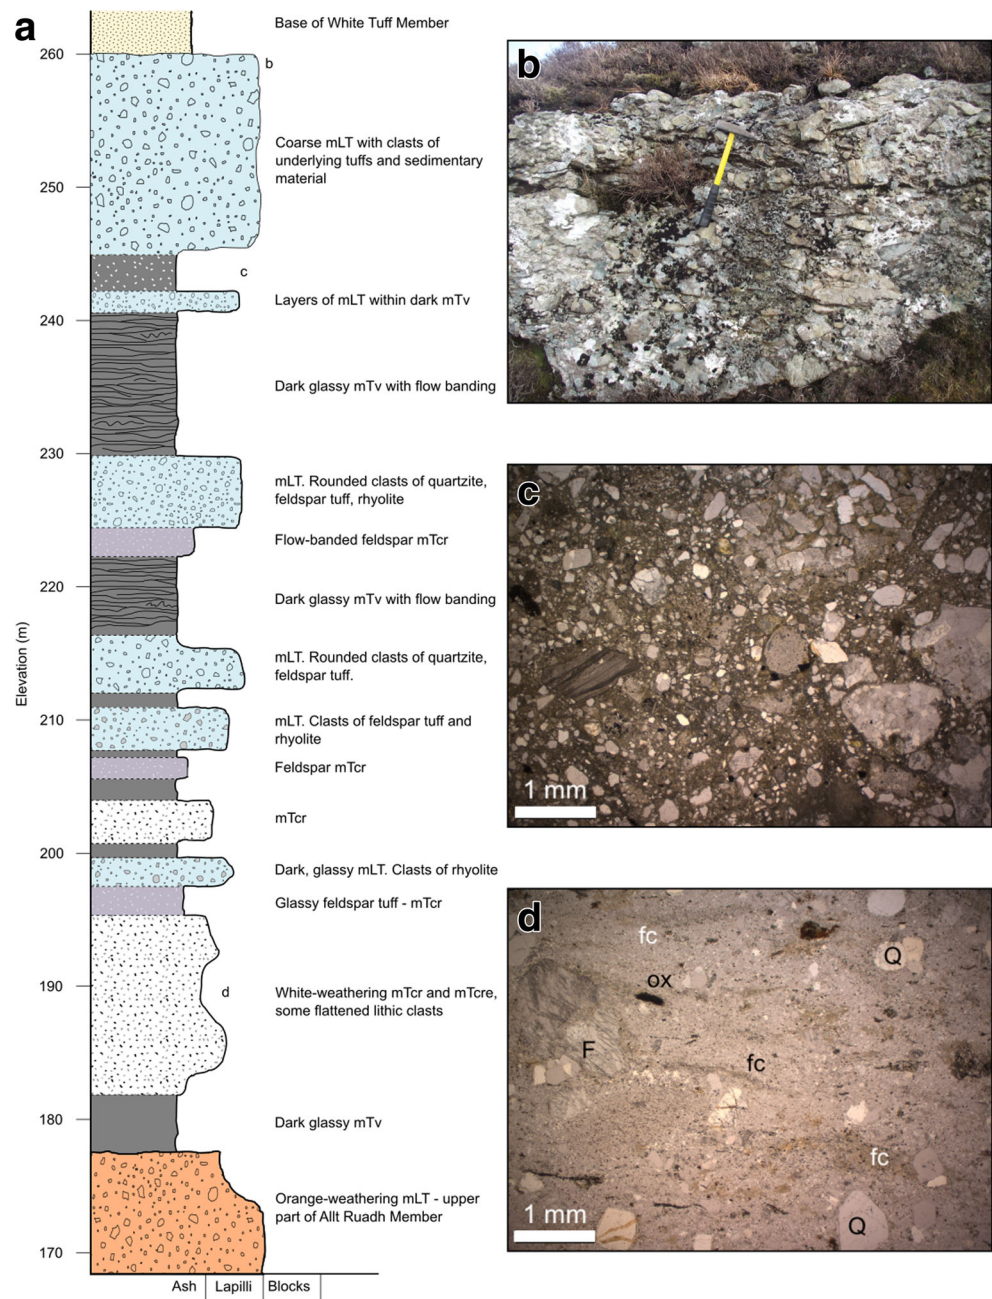 a
Base of White Tuff Member
260
b
Coarse mLT with clasts of
underlying tuffs and sedimentary
material
250
c
Layers of mLT within dark mTv
240
Dark glassy mTv with flow banding
230
mLT. Rounded clasts of quartzite,
feldspar tuff, rhyolite
Flow-banded feldspar mTcr
220
Dark glassy mTv with flow banding
mLT. Rounded clasts of quartzite,
feldspar tuff.
210
mLT. Clasts of feldspar tuff and
rhyolite
Feldspar mTcr
mTcr
200
Dark, glassy mLT. Clasts of rhyolite
Glassy feldspar tuff - mTcr
190
d
White-weathering mTcr and mTcre,
some flattened lithic clasts
180
Dark glassy mTv
Orange-weathering mLT - upper
part of Allt Ruadh Member
170
Elevation (m)
Ash
Lapilli
Blocks
b
c
1 mm
d
fc
Q
ox
F
fc
fc
1 mm
Q